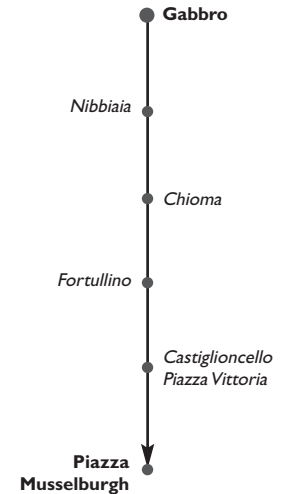 Gabbro
Nibbiaia
Chioma
Fortullino
Castiglioncello
Piazza Vittoria
Piazza
Musselburgh